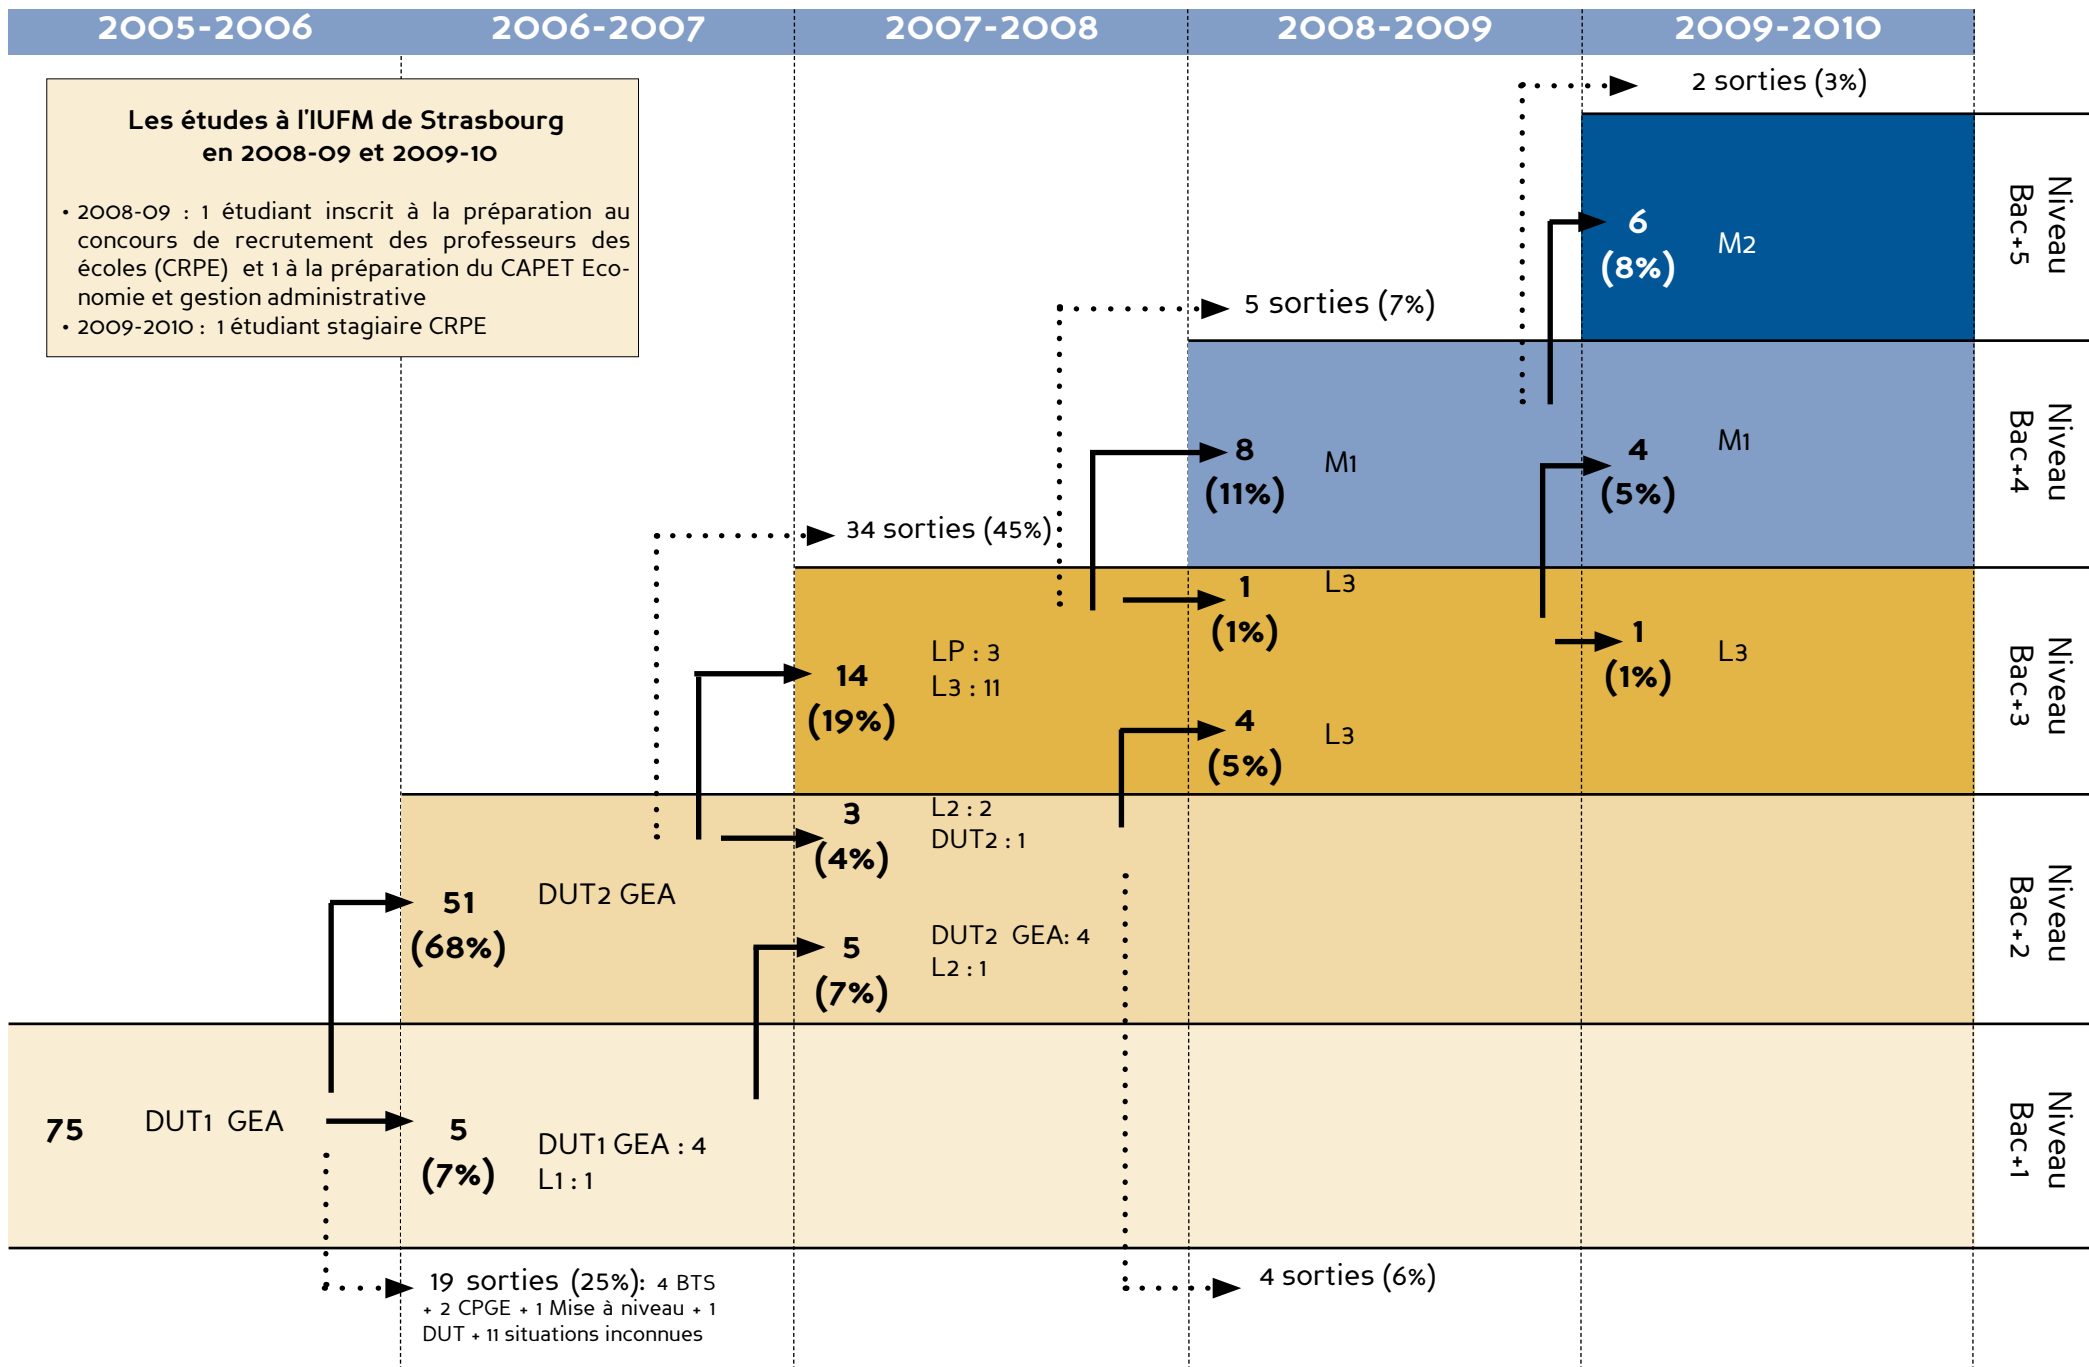 2005-2006
2006-2007
2007-2008
2008-2009
2009-2010
Les études à l'IUFM de Strasbourg
en 2008-09 et 2009-10
• 2008-09 : 1 étudiant inscrit à la préparation au
concours de recrutement des professeurs des
écoles (CRPE) et 1 à la préparation du CAPET Eco-
nomie et gestion administrative
• 2009-2010 : 1 étudiant stagiaire CRPE
2 sorties (3%)
6
(8%)
M2
Niveau
Bac+5
5 sorties (7%)
8
(11%)
M1
4
(5%)
M1
Niveau
Bac+4
34 sorties (45%)
14
(19%)
LP : 3
L3 : 11
1
(1%)
L3
4
(5%)
L3
1
(1%)
L3
Niveau
Bac+3
51
(68%)
DUT2 GEA
3
(4%)
L2 : 2
DUT2 : 1
5
(7%)
DUT2 GEA: 4
L2 : 1
Niveau
Bac+2
75
DUT1 GEA
5
(7%)
DUT1 GEA : 4
L1 : 1
Niveau
Bac+1
19 sorties (25%): 4 BTS
+ 2 CPGE + 1 Mise à niveau + 1
DUT + 11 situations inconnues
4 sorties (6%)